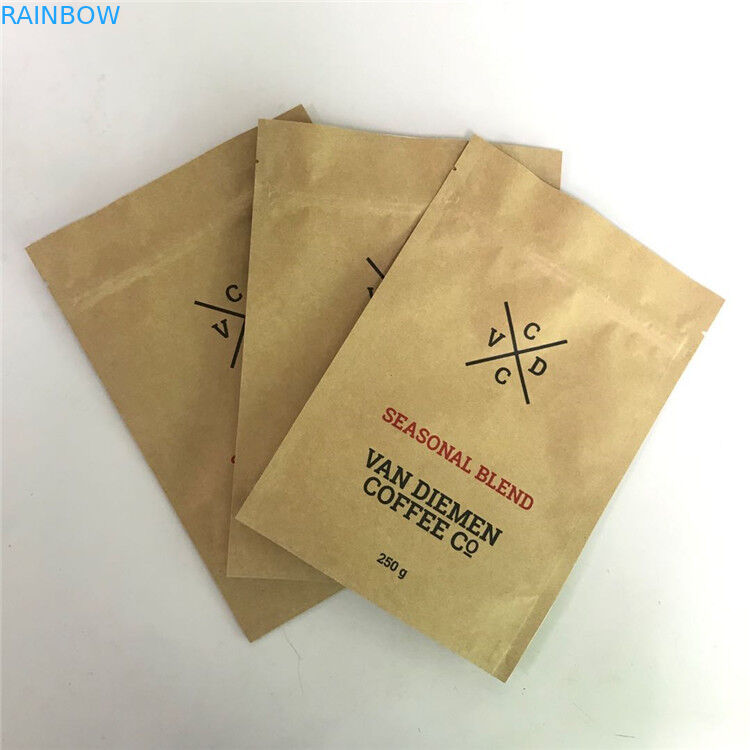 RAINBOW
C
V
C
V D
C
SEASONAL BLEND
VAN DIEMEN
COFFEE CO
250 g